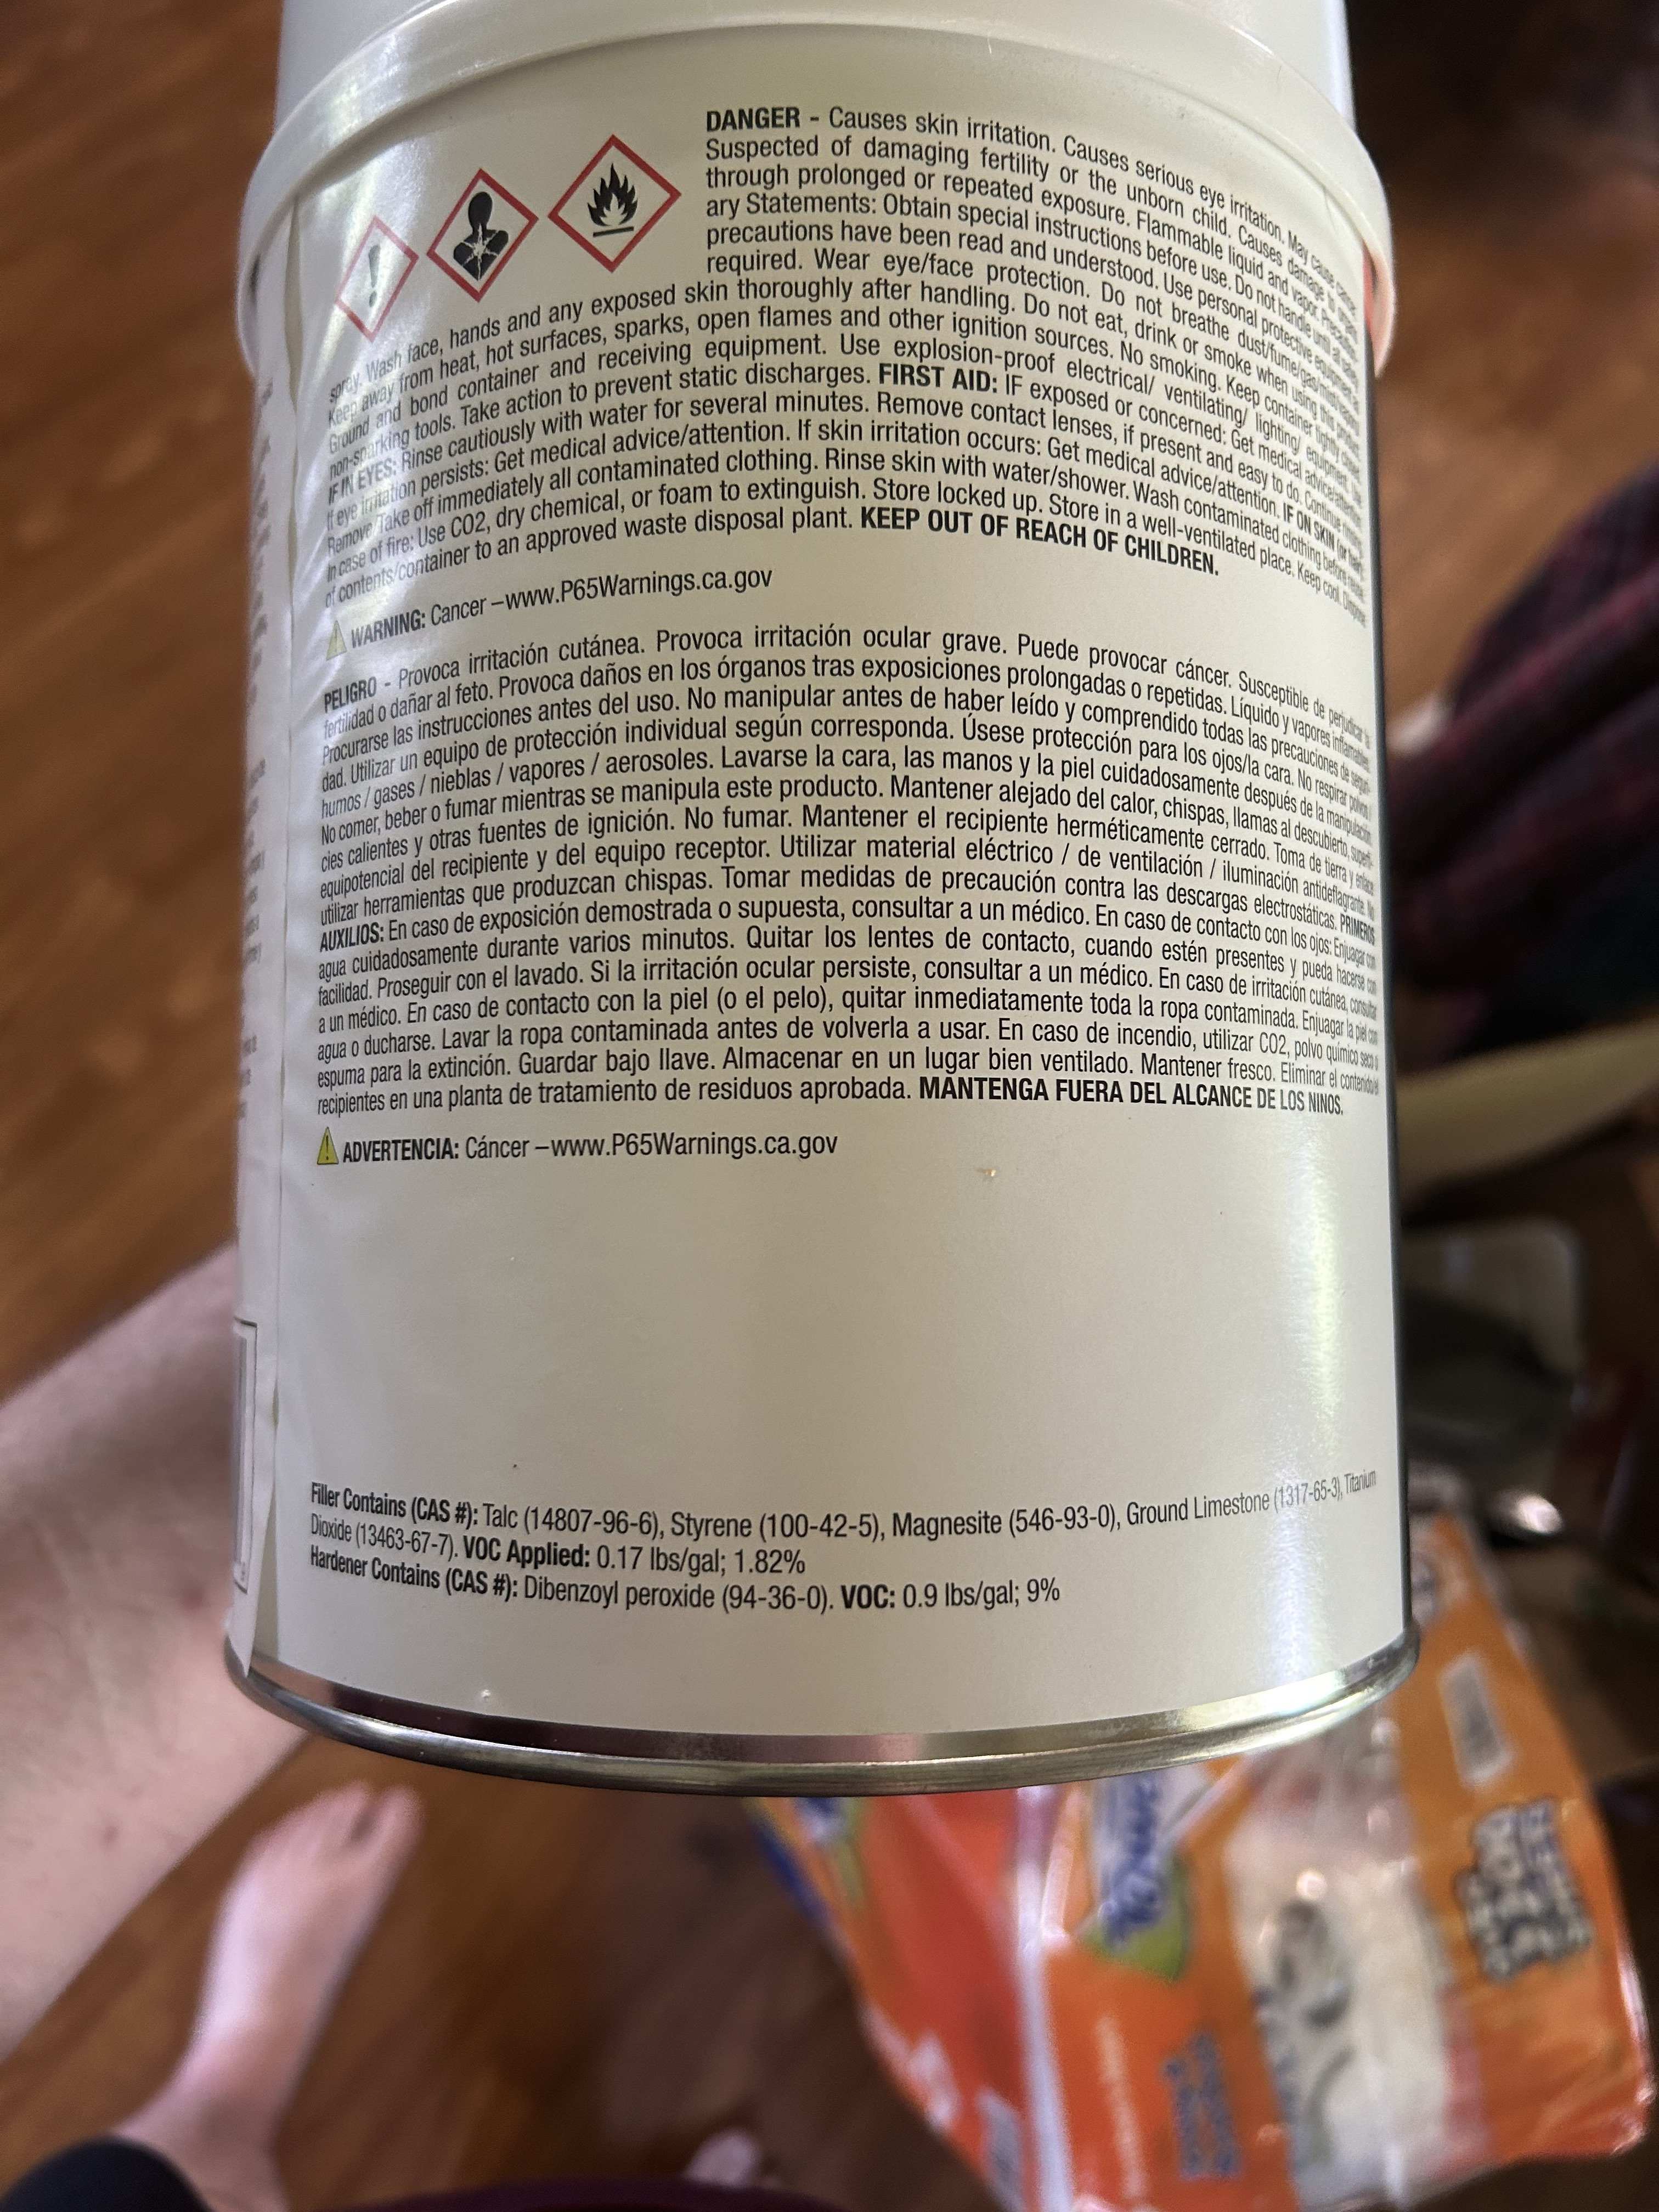 DANGER - Causes skin irritation. Causes serious eye irritation. May cause cancer.
Suspected of damaging fertility or the unborn child. Causes damage to organs
through prolonged or repeated exposure. Flammable liquid and vapor. Precaution-
ary Statements: Obtain special instructions before use. Do not handle until all safety
precautions have been read and understood. Use personal protective equipment as
required. Wear eye/face protection. Do not breathe dust/fume/gas/mist/vapors/
spray. Wash face, hands and any exposed skin thoroughly after handling. Do not eat, drink or smoke when using this product.
Keep away from heat, hot surfaces, sparks, open flames and other ignition sources. No smoking. Keep container tightly closed.
Ground and bond container and receiving equipment. Use explosion-proof electrical/ ventilating/ lighting/ equipment. Use
non-sparking tools. Take action to prevent static discharges. FIRST AID: IF exposed or concerned: Get medical advice/attention.
IF IN EYES: Rinse cautiously with water for several minutes. Remove contact lenses, if present and easy to do. Continue rinsing.
If eye irritation persists: Get medical advice/attention. If skin irritation occurs: Get medical advice/attention. IF ON SKIN (or hair):
Remove/Take off immediately all contaminated clothing. Rinse skin with water/shower. Wash contaminated clothing before reuse.
In case of fire: Use CO2, dry chemical, or foam to extinguish. Store locked up. Store in a well-ventilated place. Keep cool. Dispose
of contents/container to an approved waste disposal plant. KEEP OUT OF REACH OF CHILDREN.
WARNING: Cancer –www.P65Warnings.ca.gov
PELIGRO - Provoca irritación cutánea. Provoca irritación ocular grave. Puede provocar cáncer. Susceptible de perjudicar la
fertilidad o dañar al feto. Provoca daños en los órganos tras exposiciones prolongadas o repetidas. Líquido y vapores inflamables.
Procurarse las instrucciones antes del uso. No manipular antes de haber leído y comprendido todas las precauciones de seguri-
dad. Utilizar un equipo de protección individual según corresponda. Úsese protección para los ojos/la cara. No respirar polvos /
humos / gases / nieblas / vapores / aerosoles. Lavarse la cara, las manos y la piel cuidadosamente después de la manipulación.
No comer, beber o fumar mientras se manipula este producto. Mantener alejado del calor, chispas, llamas al descubierto, superfi-
cies calientes y otras fuentes de ignición. No fumar. Mantener el recipiente herméticamente cerrado. Toma de tierra y enlace
equipotencial del recipiente y del equipo receptor. Utilizar material eléctrico / de ventilación / iluminación antideflagrante. No
utilizar herramientas que produzcan chispas. Tomar medidas de precaución contra las descargas electrostáticas. PRIMEROS
AUXILIOS: En caso de exposición demostrada o supuesta, consultar a un médico. En caso de contacto con los ojos: Enjuagar con
agua cuidadosamente durante varios minutos. Quitar los lentes de contacto, cuando estén presentes y pueda hacerse con
facilidad. Proseguir con el lavado. Si la irritación ocular persiste, consultar a un médico. En caso de irritación cutánea, consultar
a un médico. En caso de contacto con la piel (o el pelo), quitar inmediatamente toda la ropa contaminada. Enjuagar la piel con
agua o ducharse. Lavar la ropa contaminada antes de volverla a usar. En caso de incendio, utilizar CO2, polvo químico seco o
espuma para la extinción. Guardar bajo llave. Almacenar en un lugar bien ventilado. Mantener fresco. Eliminar el contenido/el
recipientes en una planta de tratamiento de residuos aprobada. MANTENGA FUERA DEL ALCANCE DE LOS NINOS.
ADVERTENCIA: Cáncer –www.P65Warnings.ca.gov
Filler Contains (CAS #): Talc (14807-96-6), Styrene (100-42-5), Magnesite (546-93-0), Ground Limestone (1317-65-3), Titanium
Dioxide (13463-67-7). VOC Applied: 0.17 lbs/gal; 1.82%
Hardener Contains (CAS #): Dibenzoyl peroxide (94-36-0). VOC: 0.9 lbs/gal; 9%